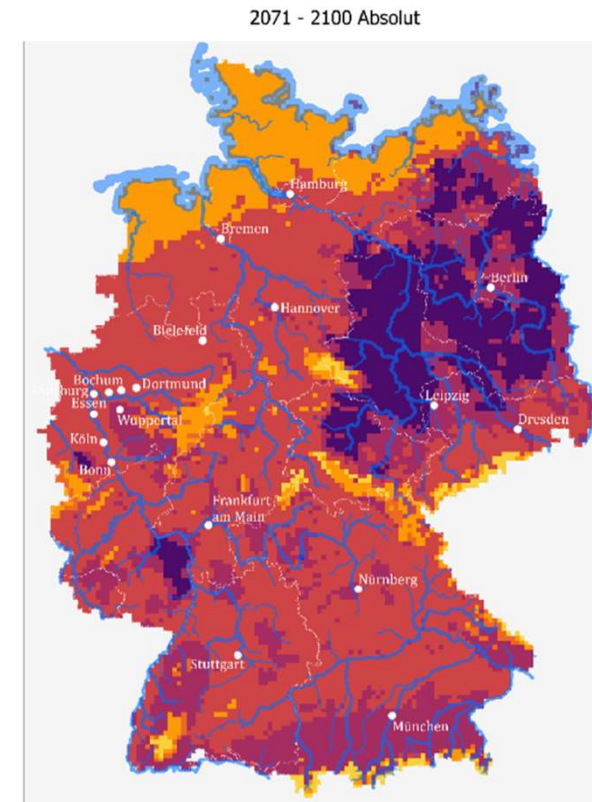 2071 - 2100 Absolut
Hamburg
Bremen
Berlin
Hannover
Bielefeld
Bochum
Dortmund
Essen
Wuppertal
Leipzig
Dresden
Köln
Bonn
Frankfurt
am Main
Nürnberg
Stuttgart
München